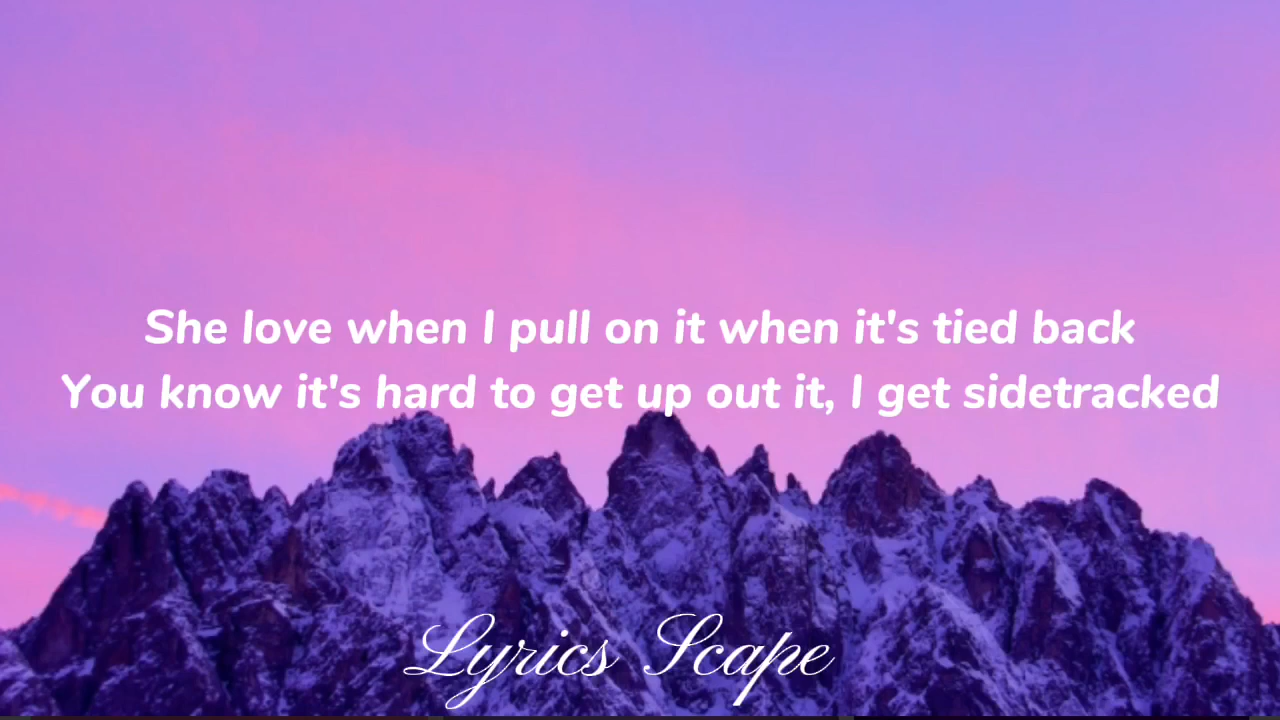 She love when I pull on it when it's tied back
You know it's hard to get up out it, I get sidetracked
Lyrics Scape